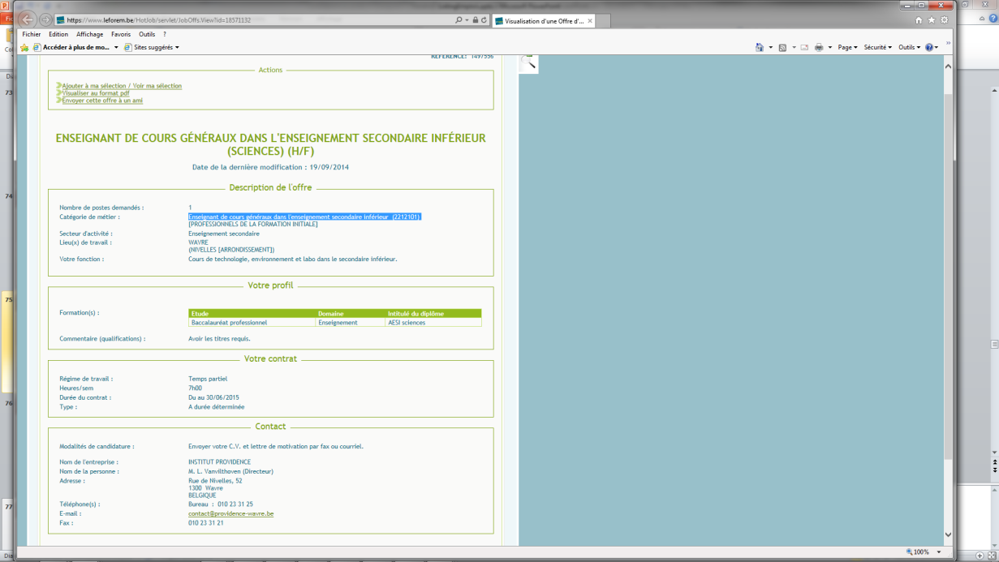 https://www.leforem.be/HotJob/servlet/JobOffs.View?id=18571132
Visualisation d'une Offre d'...
Fichier Edition Affichage Favoris Outils ?
Accéder à plus de mo... Sites suggérés
Page Sécurité Outils
REFERENCE: 1497556
Actions
Ajouter à ma sélection / Voir ma sélection
Visualiser au format pdf
Envoyer cette offre à un ami
ENSEIGNANT DE COURS GÉNÉRAUX DANS L'ENSEIGNEMENT SECONDAIRE INFÉRIEUR
(SCIENCES) (H/F)
Date de la dernière modification : 19/09/2014
Description de l'offre
Nombre de postes demandés : 1
Catégorie de métier : Enseignant de cours généraux dans l'enseignement secondaire inférieur (2212101)
[PROFESSIONNELS DE LA FORMATION INITIALE]
Secteur d'activité : Enseignement secondaire
Lieu(x) de travail : WAVRE
(NIVELLES [ARRONDISSEMENT])
Votre fonction : Cours de technologie, environnement et labo dans le secondaire inférieur.
Votre profil
Formation(s) :
Etude Domaine Intitulé du diplôme
Baccalauréat professionnel Enseignement AESI sciences
Commentaire (qualifications) : Avoir les titres requis.
Votre contrat
Régime de travail : Temps partiel
Heures/sem 7h00
Durée du contrat : Du au 30/06/2015
Type : A durée déterminée
Contact
Modalités de candidature : Envoyer votre C.V. et lettre de motivation par fax ou courriel.
Nom de l'entreprise : INSTITUT PROVIDENCE
Nom de la personne : M. L. Vanvilthoven (Directeur)
Adresse : Rue de Nivelles, 52
1300 Wavre
BELGIQUE
Téléphone(s) : Bureau : 010 23 31 25
E-mail : contact@providence-wavre.be
Fax : 010 23 31 21
73
74
75
76
77
100%